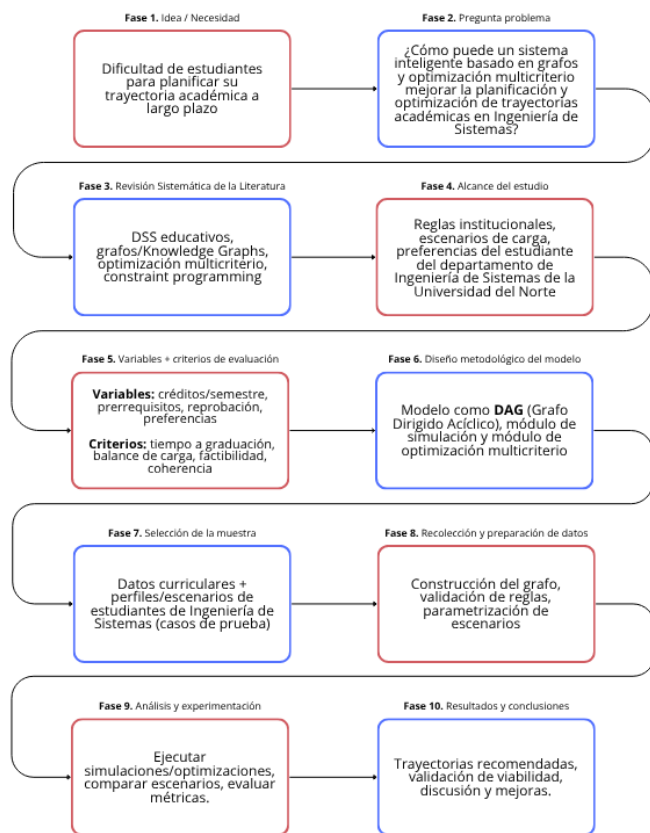 Fase 1. Idea / Necesidad
Dificultad de estudiantes
para planificar su
trayectoria académica a
largo plazo
Fase 2. Pregunta problema
¿Cómo puede un sistema
inteligente basado en grafos
y optimización multicriterio
mejorar la planificación y
optimización de trayectorias
académicas en Ingeniería de
Sistemas?
Fase 3. Revisión Sistemática de la Literatura
DSS educativos,
grafos/Knowledge Graphs,
optimización multicriterio,
constraint programming
Fase 4. Alcance del estudio
Reglas institucionales,
escenarios de carga,
preferencias del estudiante
del departamento de
Ingeniería de Sistemas de la
Universidad del Norte
Fase 5. Variables + criterios de evaluación
Variables: créditos/semestre,
prerrequisitos, reprobación,
preferencias
Criterios: tiempo a graduación,
balance de carga, factibilidad,
coherencia
Fase 6. Diseño metodológico del modelo
Modelo como DAG (Grafo
Dirigido Acíclico), módulo de
simulación y módulo de
optimización multicriterio
Fase 7. Selección de la muestra
Datos curriculares +
perfiles/escenarios de
estudiantes de Ingeniería de
Sistemas (casos de prueba)
Fase 8. Recolección y preparación de datos
Construcción del grafo,
validación de reglas,
parametrización de
escenarios
Fase 9. Análisis y experimentación
Ejecutar
simulaciones/optimizaciones,
comparar escenarios, evaluar
métricas.
Fase 10. Resultados y conclusiones
Trayectorias recomendadas,
validación de viabilidad,
discusión y mejoras.